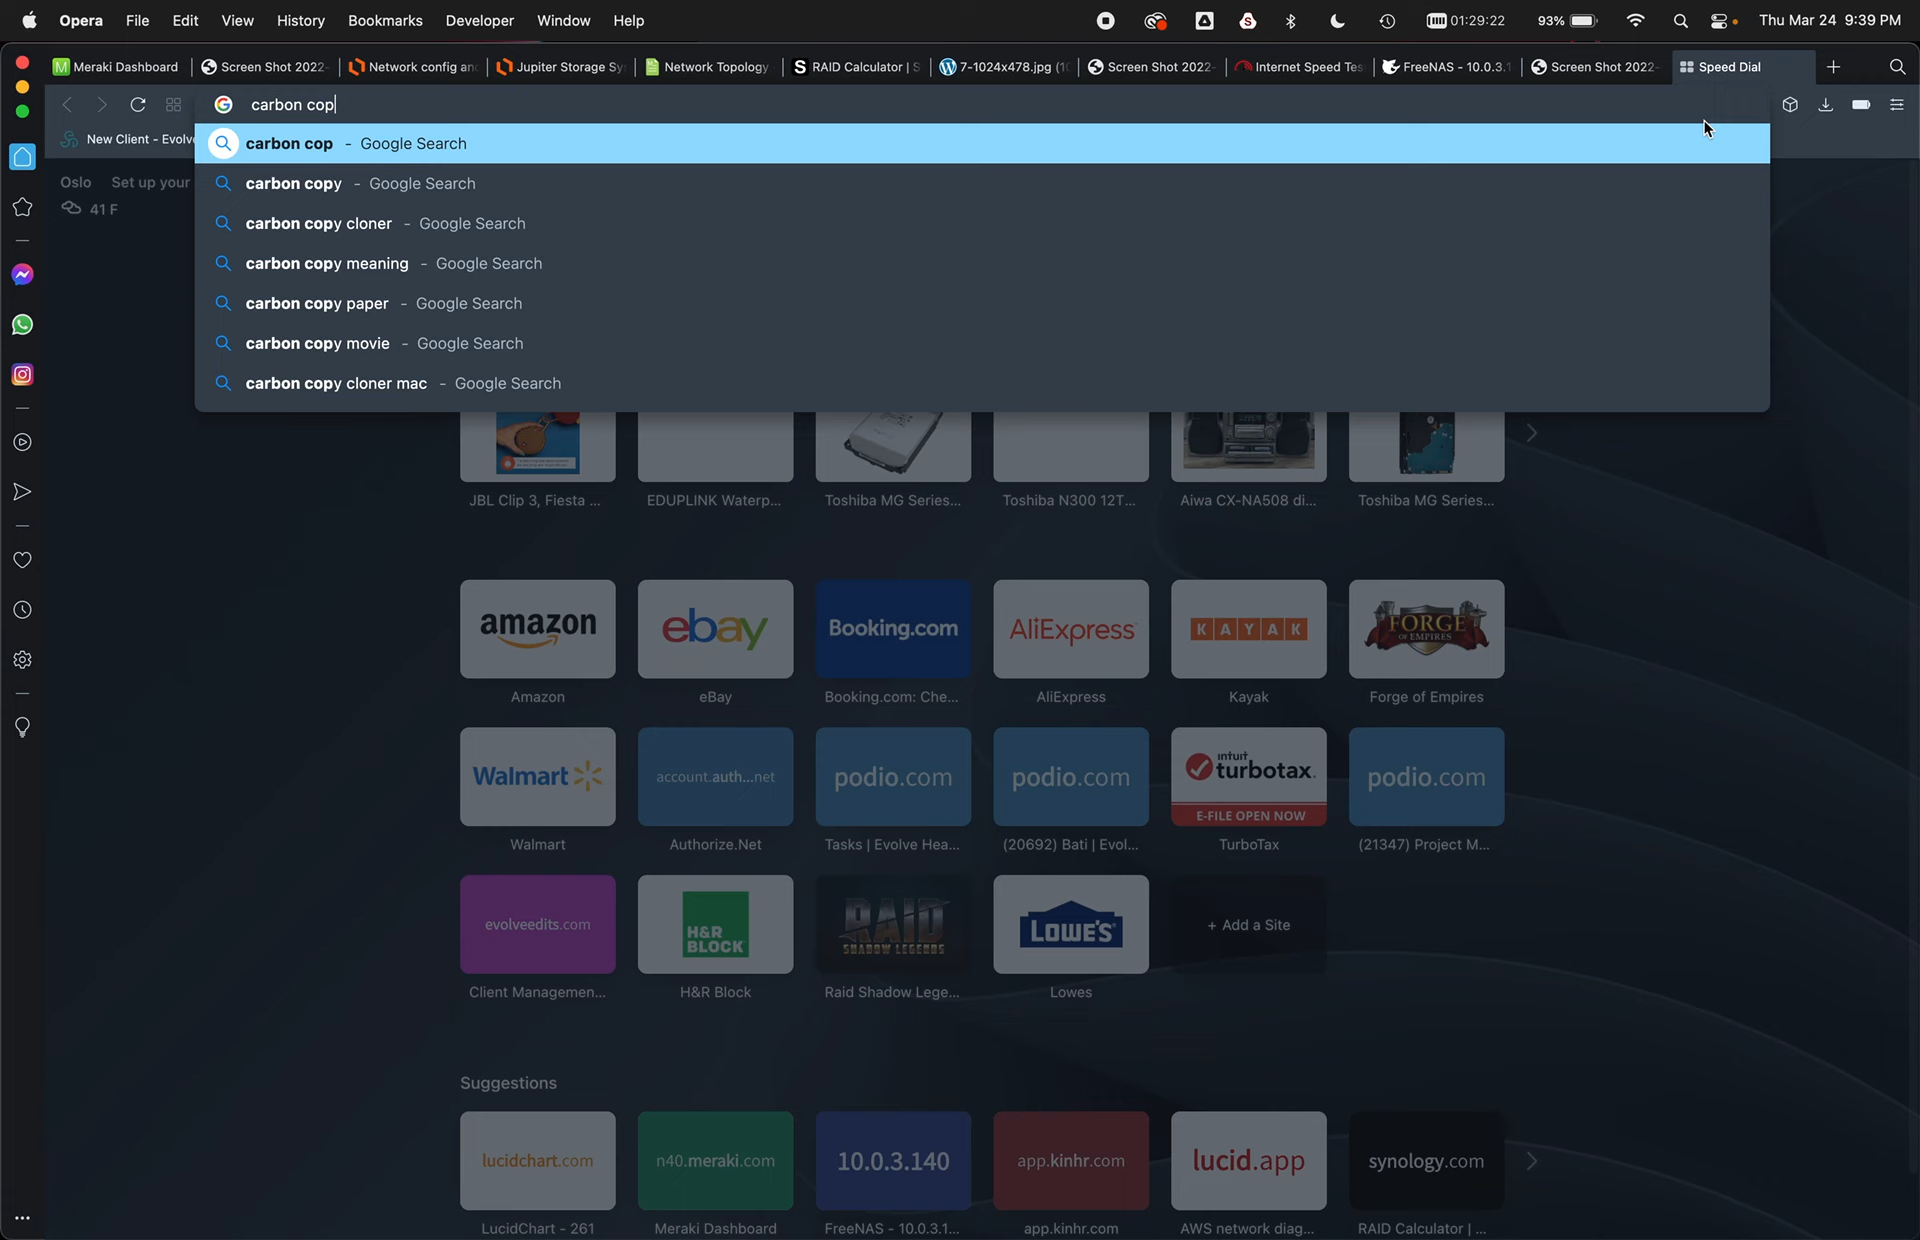 Opera File Edit View History Bookmarks Developer Window Help 01:29:22 93% Thu Mar 24 9:39 PM
Meraki Dashboard Screen Shot 2022- Network config an Jupiter Storage Sy Network Topology RAID Calculator | S 7-1024x478.jpg (10 Screen Shot 2022- Internet Speed Tes FreeNAS - 10.0.3.1 Screen Shot 2022- Speed Dial
carbon cop
New Client - Evolv
carbon cop - Google Search
carbon copy - Google Search
carbon copy cloner - Google Search
carbon copy meaning - Google Search
carbon copy paper - Google Search
carbon copy movie - Google Search
carbon copy cloner mac - Google Search
Oslo Set up your
41 F
JBL Clip 3, Fiesta ... EDUPLINK Waterp... Toshiba MG Series... Toshiba N300 12T... Aiwa CX-NA508 di... Toshiba MG Series...
amazon ebay Booking.com AliExpress KAYAK FORGE OF EMPIRES
Amazon eBay Booking.com: Che... AliExpress Kayak Forge of Empires
Walmart account.auth...net podio.com podio.com intuit turbotax. podio.com
E-FILE OPEN NOW
Walmart Authorize.Net Tasks | Evolve Hea... (20692) Bati | Evol... TurboTax (21347) Project M...
evolveedits.com H&R BLOCK RAID SHADOW LEGENDS LOWE'S + Add a Site
Client Managemen... H&R Block Raid Shadow Lege... Lowes
Suggestions
lucidchart.com n40.meraki.com 10.0.3.140 app.kinhr.com lucid.app synology.com
LucidChart - 261 Meraki Dashboard FreeNAS - 10.0.3.1... app.kinhr.com AWS network diag... RAID Calculator | ...